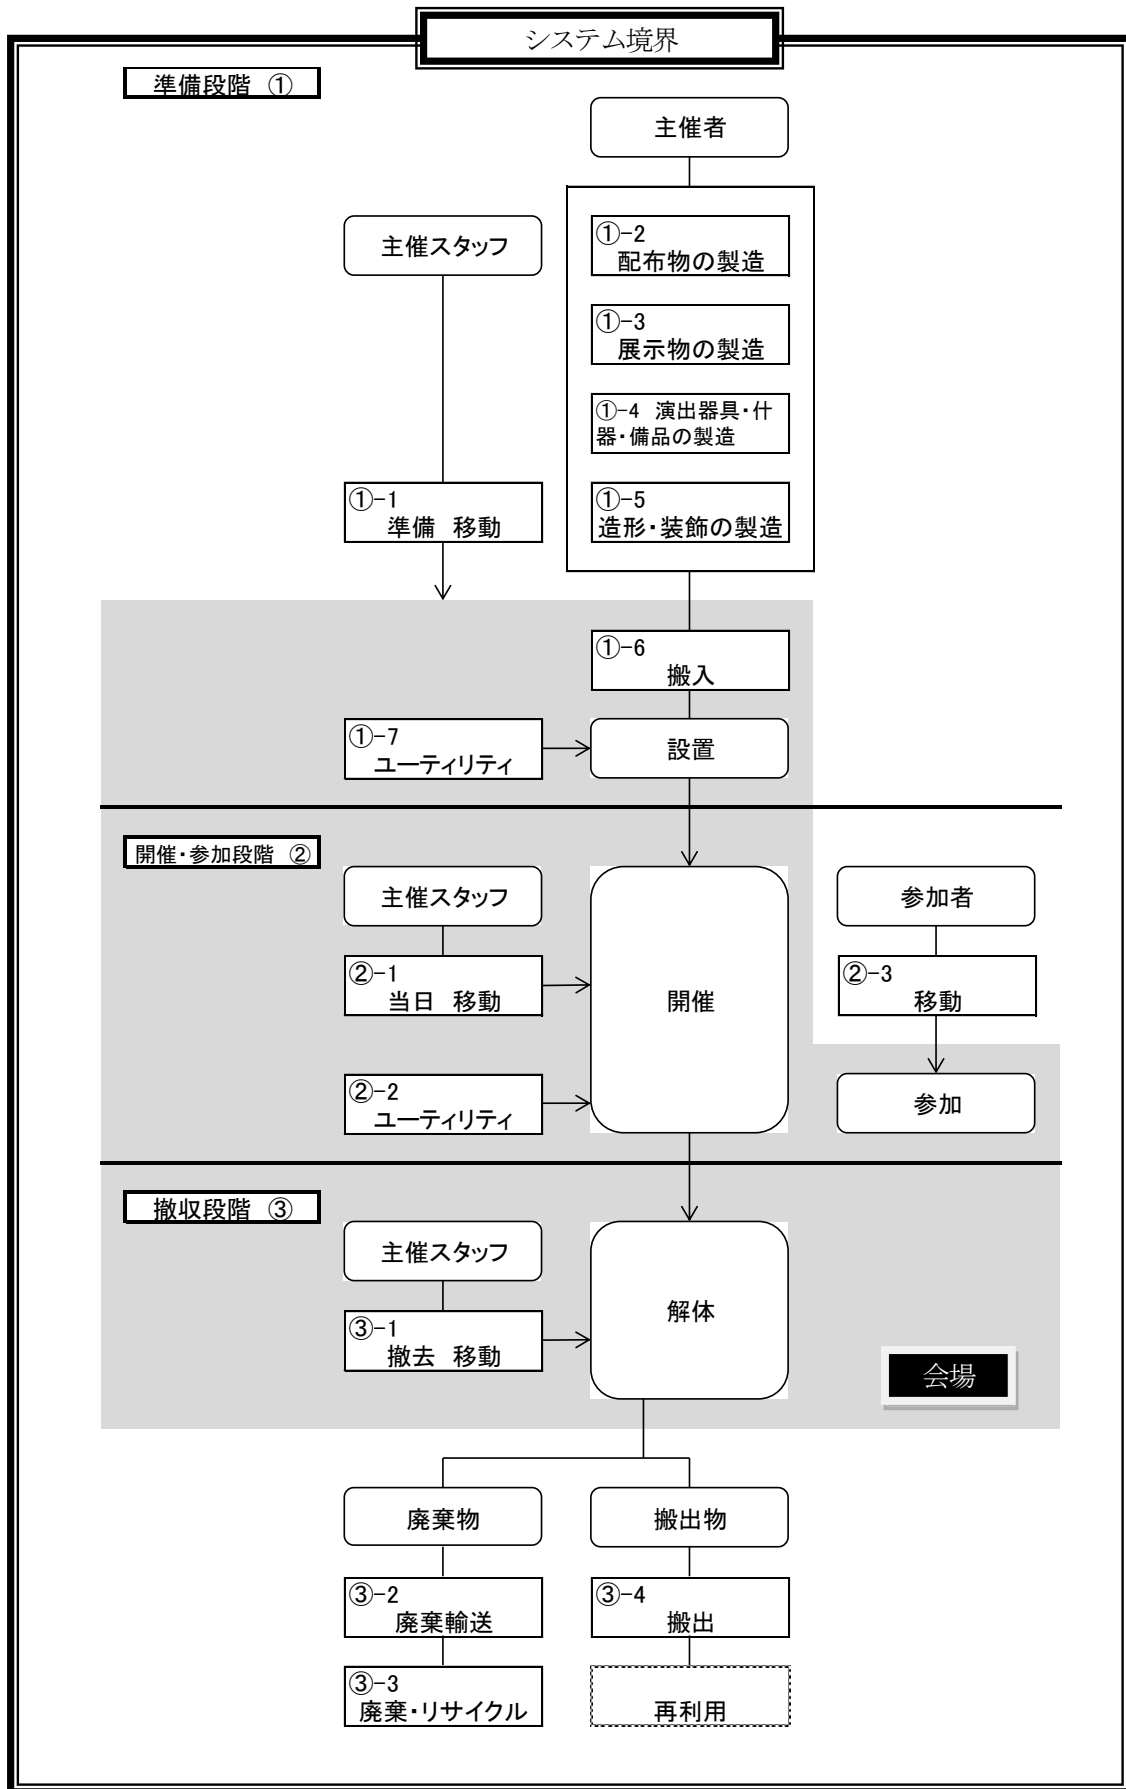 システム境界
準備段階 ①
主催者
主催スタッフ
①-2
配布物の製造
①-3
展示物の製造
①-4 演出器具・什
器・備品の製造
①-1
準備 移動
①-5
造形・装飾の製造
①-6
搬入
①-7
ユーティリティ
設置
開催・参加段階 ②
主催スタッフ
②-1
当日 移動
②-2
ユーティリティ
開催
参加者
②-3
移動
参加
撤収段階 ③
主催スタッフ
③-1
撤去 移動
解体
会場
廃棄物
搬出物
③-2
廃棄輸送
③-4
搬出
③-3
廃棄・リサイクル
再利用